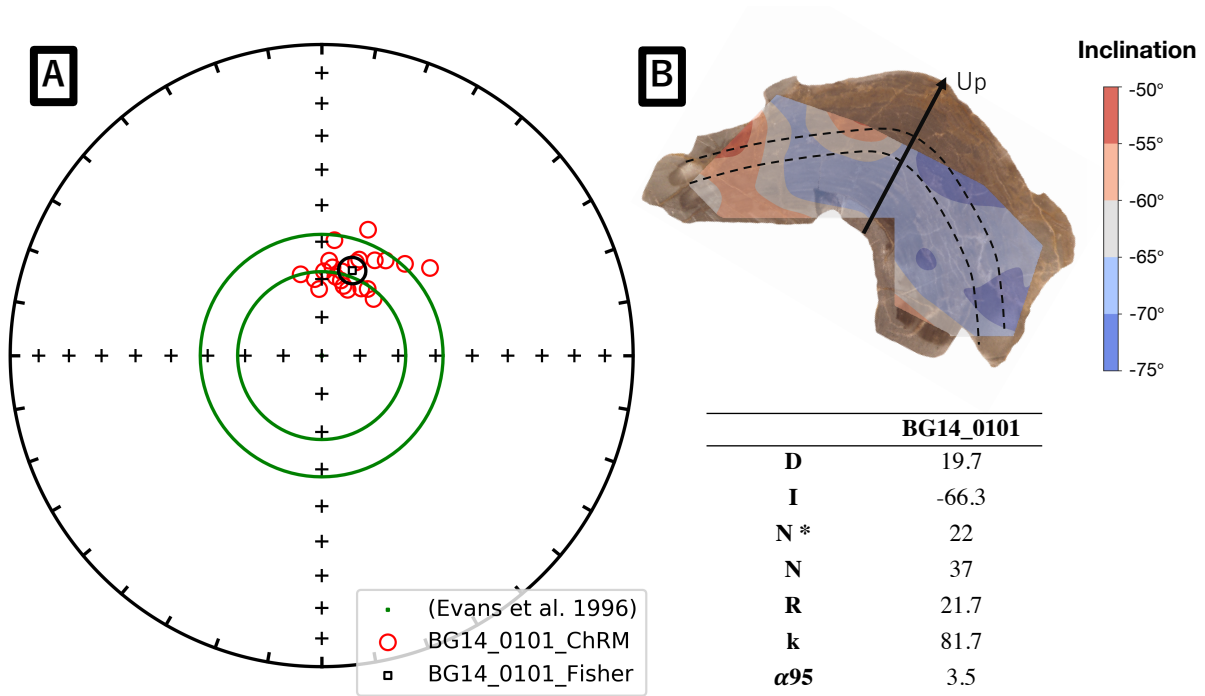 A
(Evans et al. 1996)
BG14_0101_ChRM
BG14_0101_Fisher
B
Up
Inclination
-50°
-55°
-60°
-65°
-70°
-75°
BG14_0101
D 19.7
I -66.3
N * 22
N 37
R 21.7
k 81.7
α95 3.5